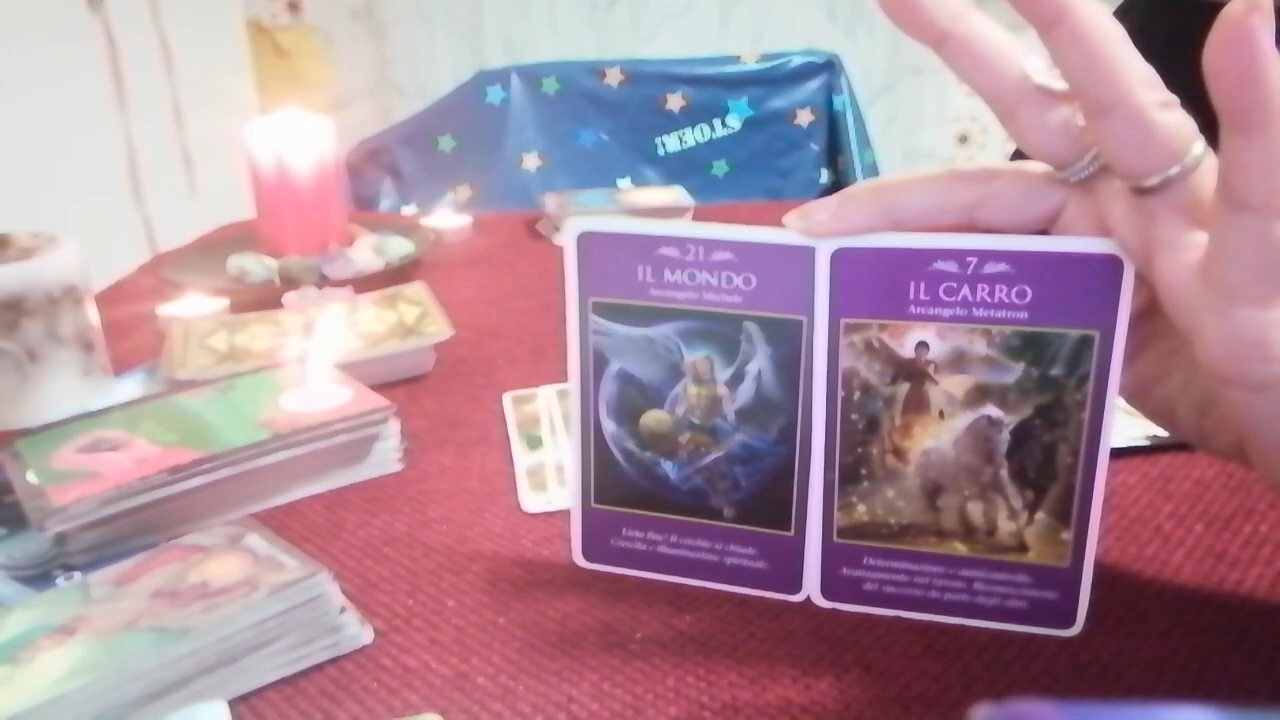 STOER!
21
IL MONDO
Arcangelo Michele
Lieto fine! Il cerchio si chiude.
Crescita e illuminazione spirituale.
7
IL CARRO
Arcangelo Metatron
Determinazione e autocontrollo.
Avanzamento nel lavoro. Riconoscimento
del successo da parte degli altri.